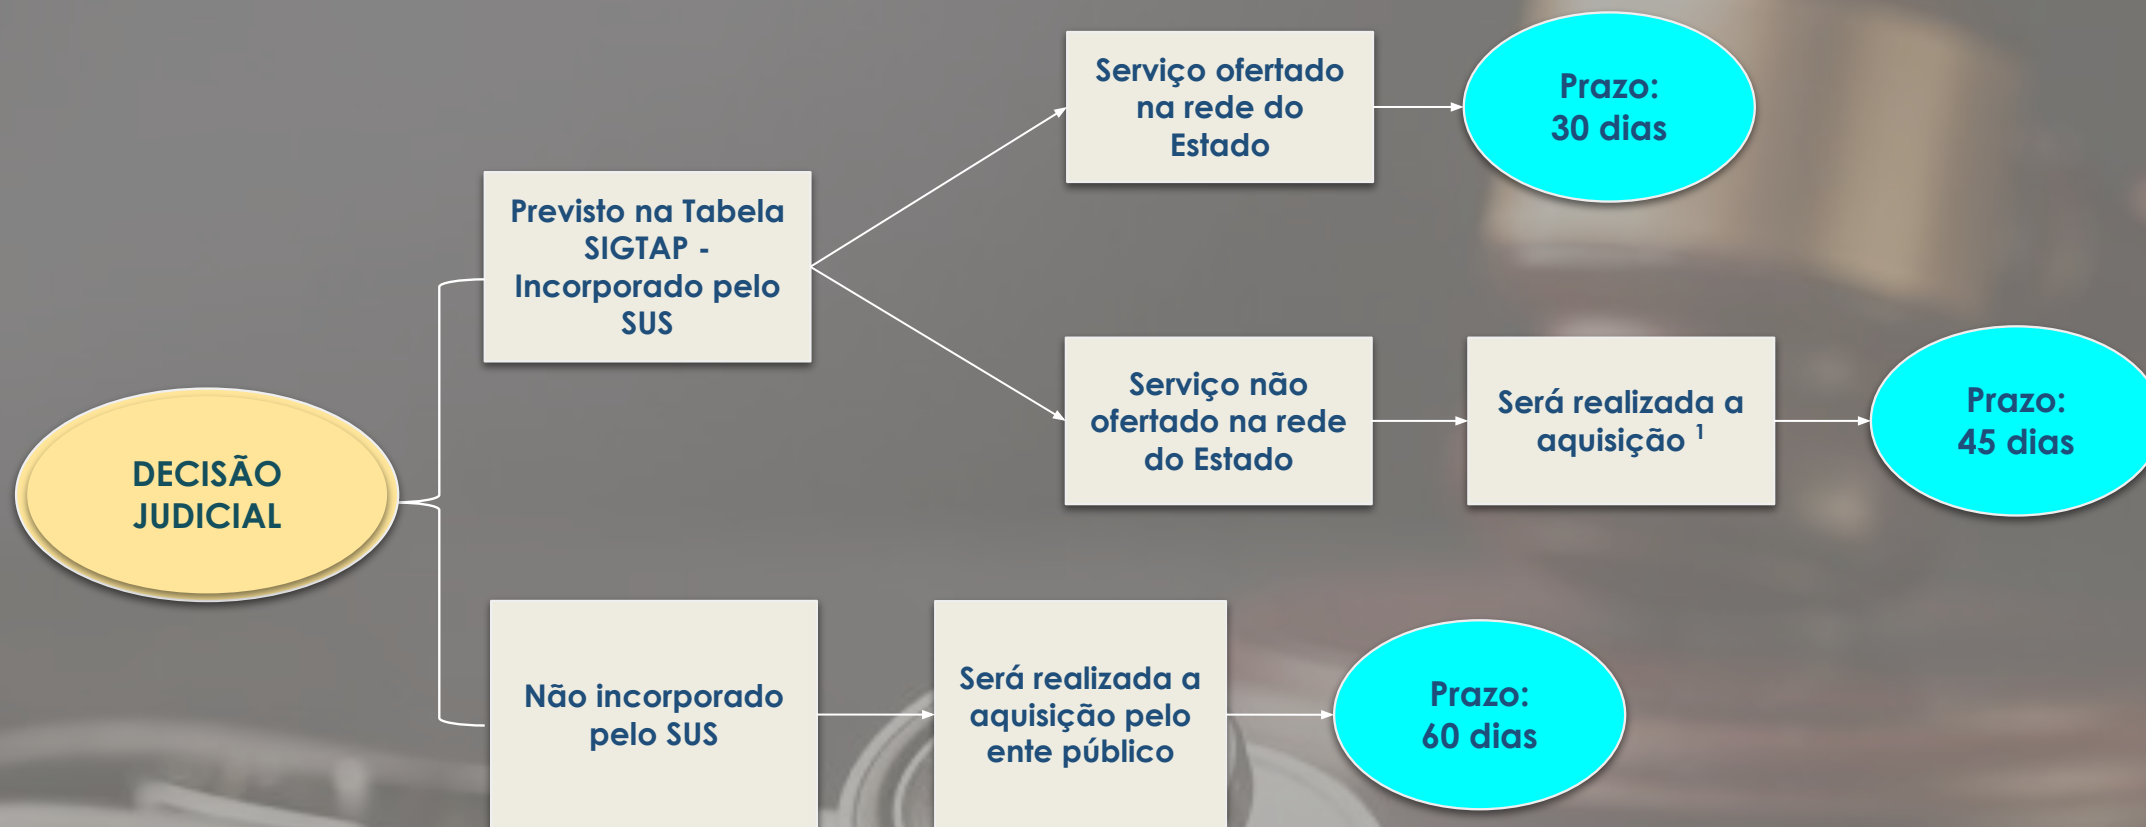 DECISÃO
JUDICIAL
Previsto na Tabela
SIGTAP -
Incorporado pelo
SUS
Serviço ofertado
na rede do
Estado
Prazo:
30 dias
Serviço não
ofertado na rede
do Estado
Será realizada a
aquisição ¹
Prazo:
45 dias
Não incorporado
pelo SUS
Será realizada a
aquisição pelo
ente público
Prazo:
60 dias